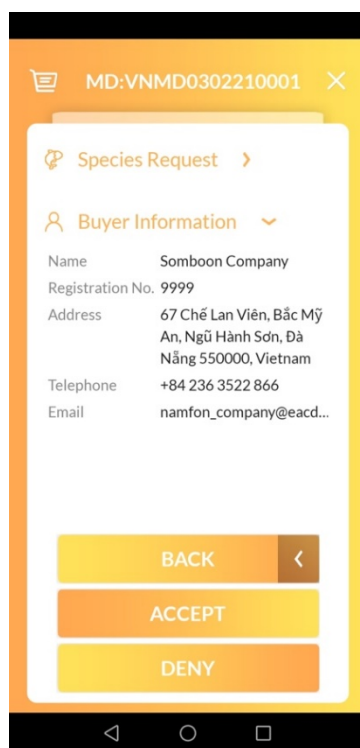 MD:VNMD0302210001
Species Request
Buyer Information
Name Somboon Company
Registration No. 9999
Address 67 Chế Lan Viên, Bắc Mỹ
An, Ngũ Hành Sơn, Đà
Nẵng 550000, Vietnam
Telephone +84 236 3522 866
Email namfon_company@eacd...
BACK
ACCEPT
DENY